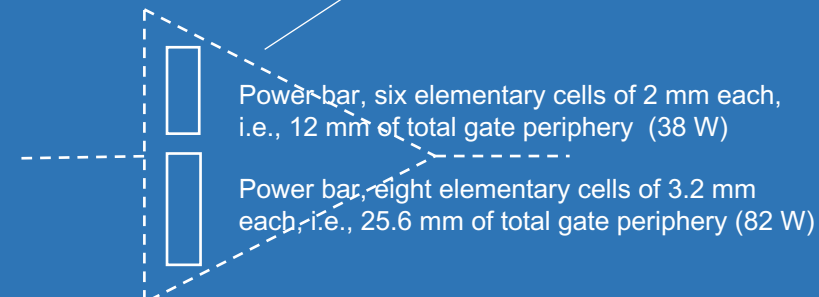 Power bar, six elementary cells of 2 mm each,
i.e., 12 mm of total gate periphery (38 W)
Power bar, eight elementary cells of 3.2 mm
each, i.e., 25.6 mm of total gate periphery (82 W)